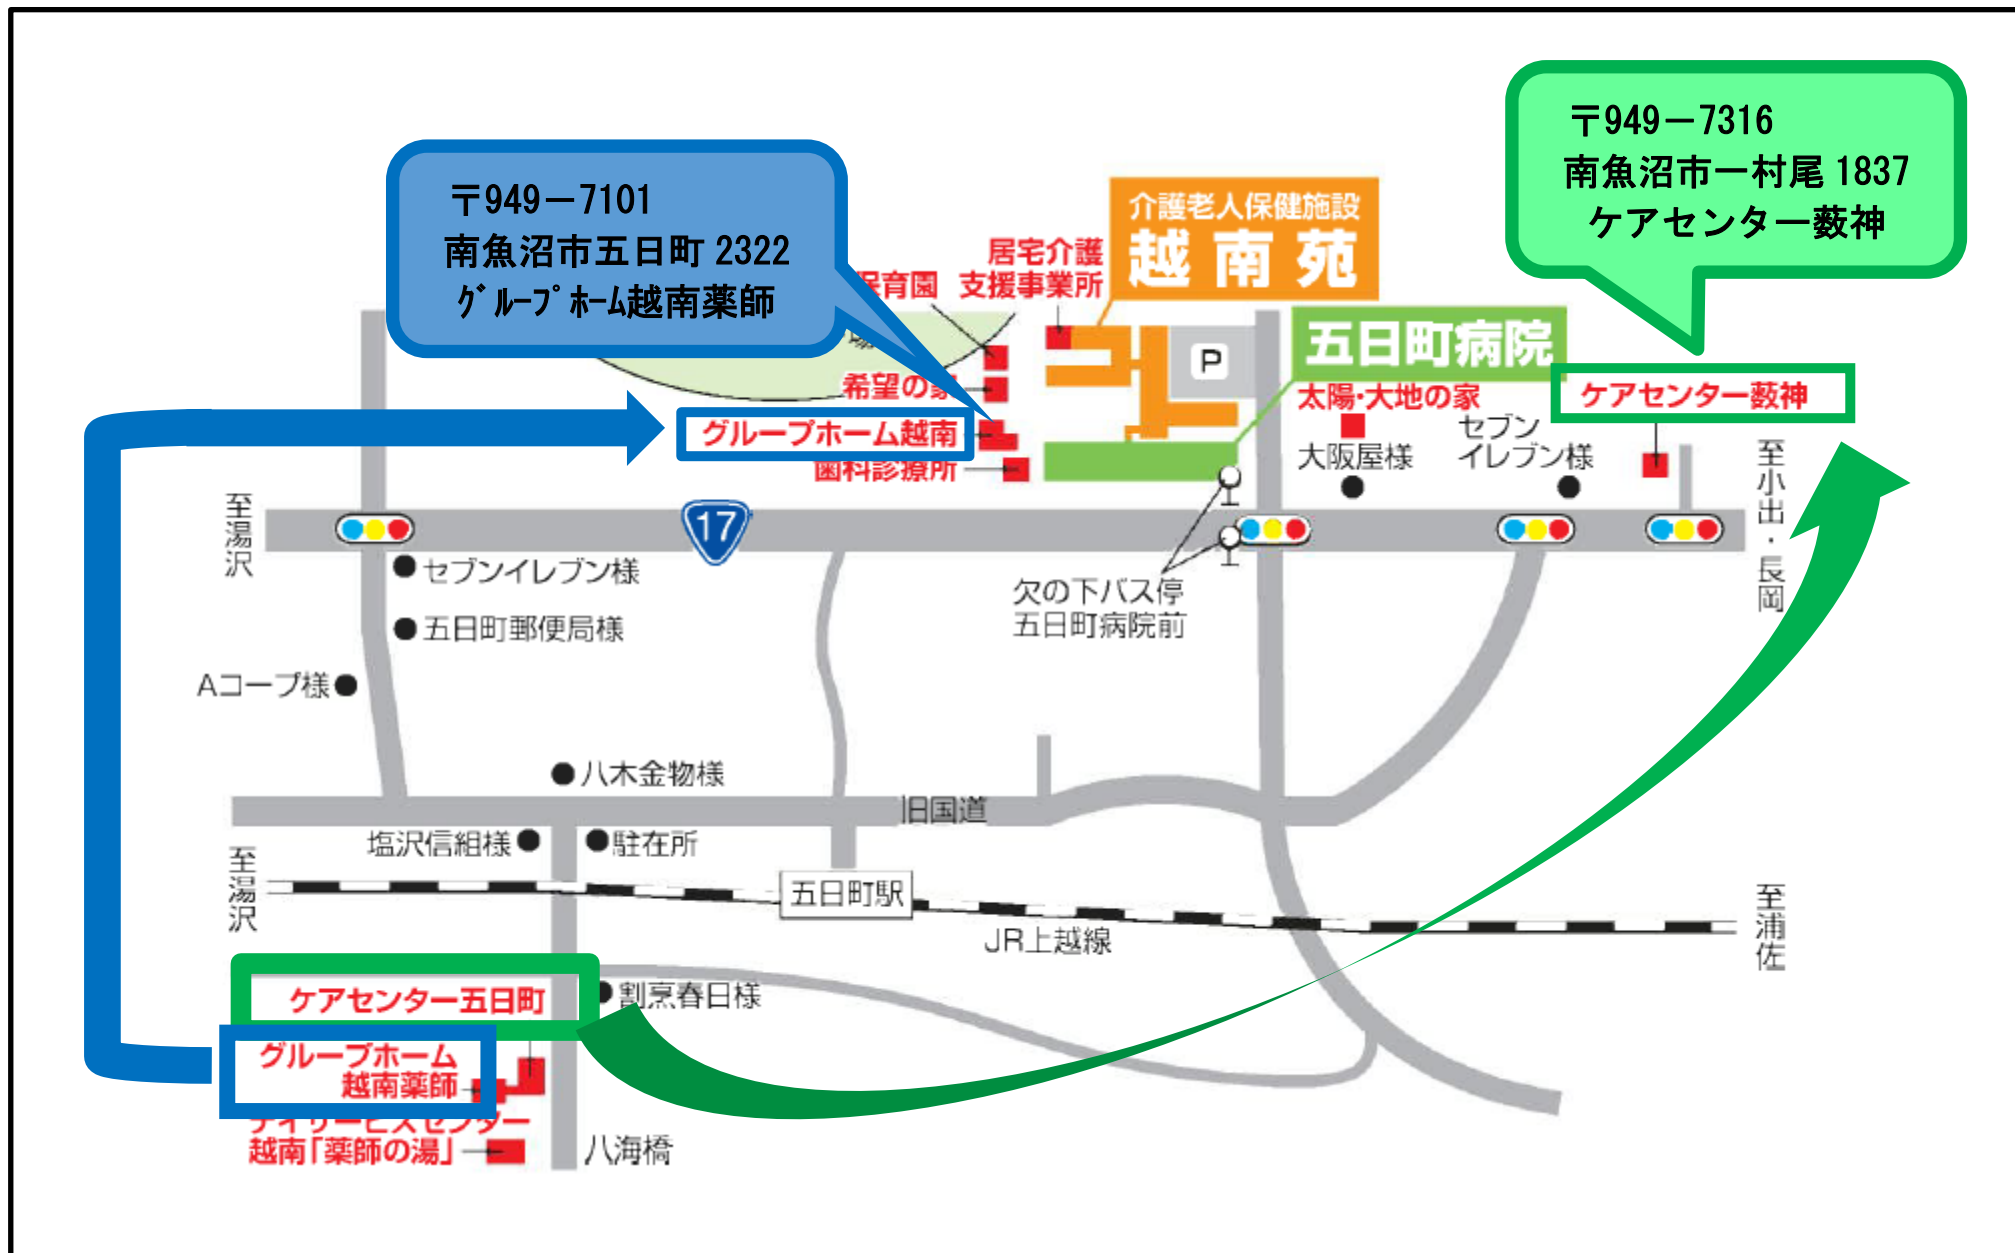 〒949－7316
南魚沼市一村尾 1837
ケアセンター薮神
〒949－7101
南魚沼市五日町 2322
ｸﾞﾙｰﾌﾟﾎｰﾑ越南薬師
介護老人保健施設
越南苑
居宅介護
支援事業所
保育園
五日町病院
P
希望の家
太陽・大地の家
ケアセンター薮神
グループホーム越南
セブン
イレブン様
大阪屋様
歯科診療所
至小出・長岡
至湯沢
17
セブンイレブン様
欠の下バス停
五日町病院前
五日町郵便局様
Aコープ様
八木金物様
旧国道
塩沢信組様
駐在所
至湯沢
五日町駅
至浦佐
JR上越線
ケアセンター五日町
割烹春日様
グループホーム
越南薬師
デイサービスセンター
越南「薬師の湯」
八海橋